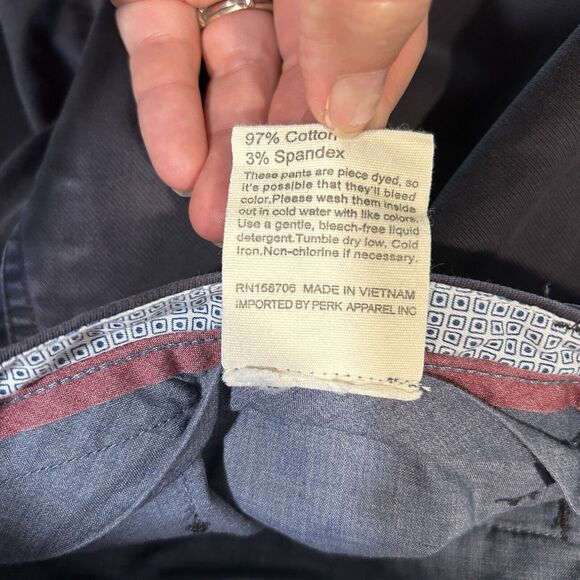 97% Cotton
3% Spandex
These pants are piece dyed, so
it's possible that they'll bleed
color.Please wash them inside
out in cold water with like colors.
Use a gentle, bleach-free liquid
detergent.Tumble dry low. Cold
Iron.Non-chlorine if necessary.
RN158706 MADE IN VIETNAM
IMPORTED BY PERK APPAREL INC